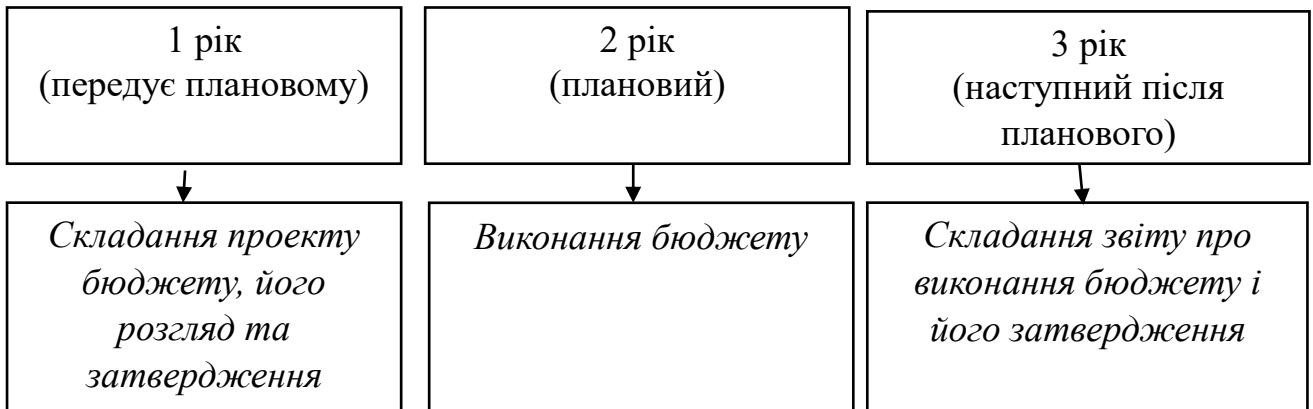 1 рік
(передує плановому)
2 рік
(плановий)
3 рік
(наступний після
планового)
Складання проекту
бюджету, його
розгляд та
затвердження
Виконання бюджету
Складання звіту про
виконання бюджету і
його затвердження